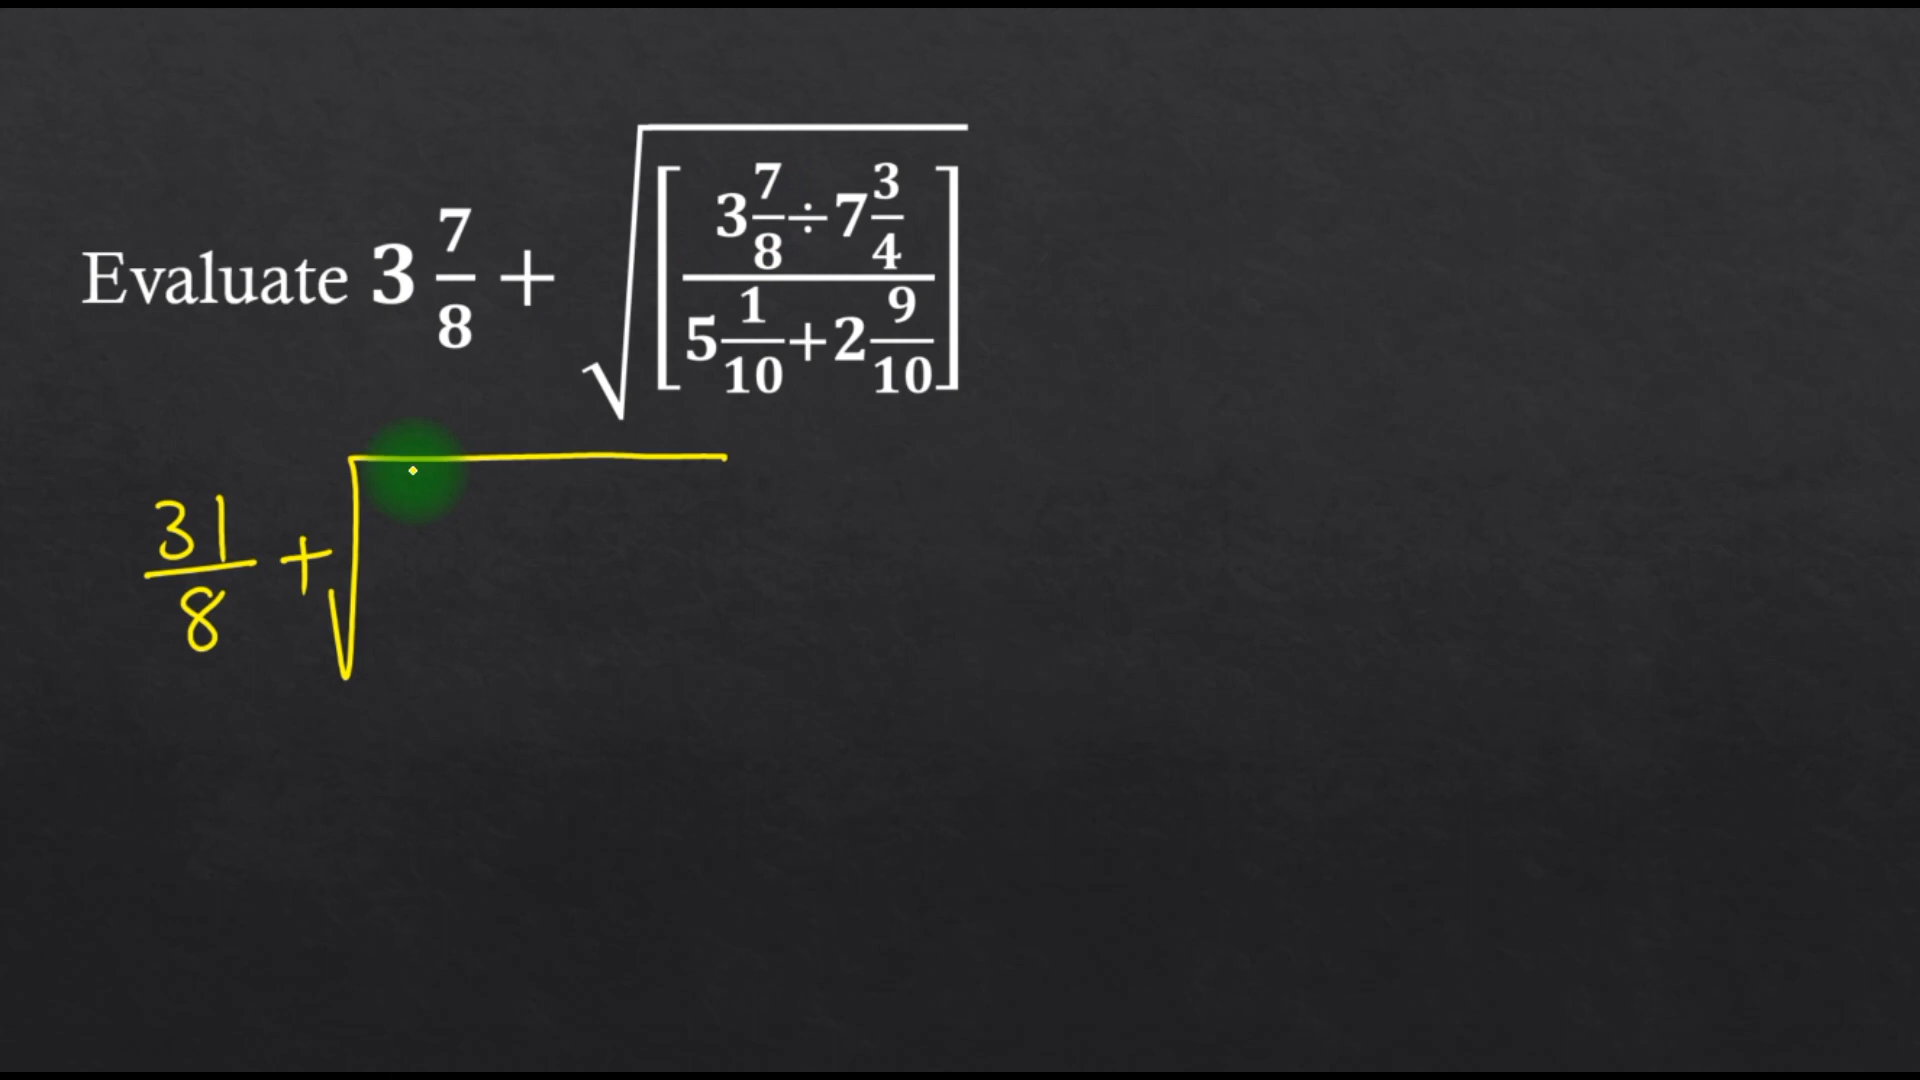 Evaluate 3 7/8 + √[(3 7/8 ÷ 7 3/4)/(5 1/10 + 2 9/10)]
31/8 + √